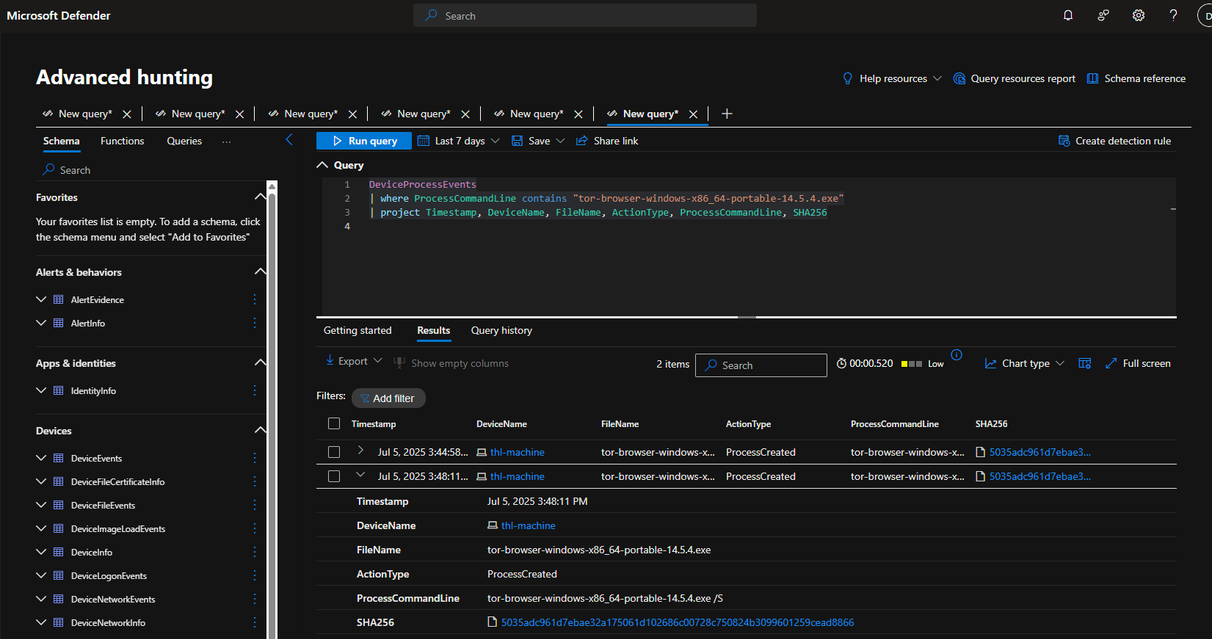 Microsoft Defender
Search
D
Advanced hunting
Help resources
Query resources report
Schema reference
New query*
New query*
New query*
New query*
New query*
New query*
Schema
Functions
Queries
...
Run query
Last 7 days
Save
Share link
Create detection rule
Search
Favorites
Your favorites list is empty. To add a schema, click
the schema menu and select "Add to Favorites"
Alerts & behaviors
AlertEvidence
AlertInfo
Apps & identities
IdentityInfo
Devices
DeviceEvents
DeviceFileCertificateInfo
DeviceFileEvents
DeviceImageLoadEvents
DeviceInfo
DeviceLogonEvents
DeviceNetworkEvents
DeviceNetworkInfo
Query
1 DeviceProcessEvents
2 | where ProcessCommandLine contains "tor-browser-windows-x86_64-portable-14.5.4.exe"
3 | project Timestamp, DeviceName, FileName, ActionType, ProcessCommandLine, SHA256
4
Getting started
Results
Query history
Export
Show empty columns
2 items
Search
00:00.520
Low
Chart type
Full screen
Filters:
Add filter
Timestamp DeviceName FileName ActionType ProcessCommandLine SHA256
Jul 5, 2025 3:44:58... thl-machine tor-browser-windows-x... ProcessCreated tor-browser-windows-x... 5035adc961d7ebae3...
Jul 5, 2025 3:48:11... thl-machine tor-browser-windows-x... ProcessCreated tor-browser-windows-x... 5035adc961d7ebae3...
Timestamp Jul 5, 2025 3:48:11 PM
DeviceName thl-machine
FileName tor-browser-windows-x86_64-portable-14.5.4.exe
ActionType ProcessCreated
ProcessCommandLine tor-browser-windows-x86_64-portable-14.5.4.exe /S
SHA256 5035adc961d7ebae32a175061d102686c00728c750824b3099601259cead8866